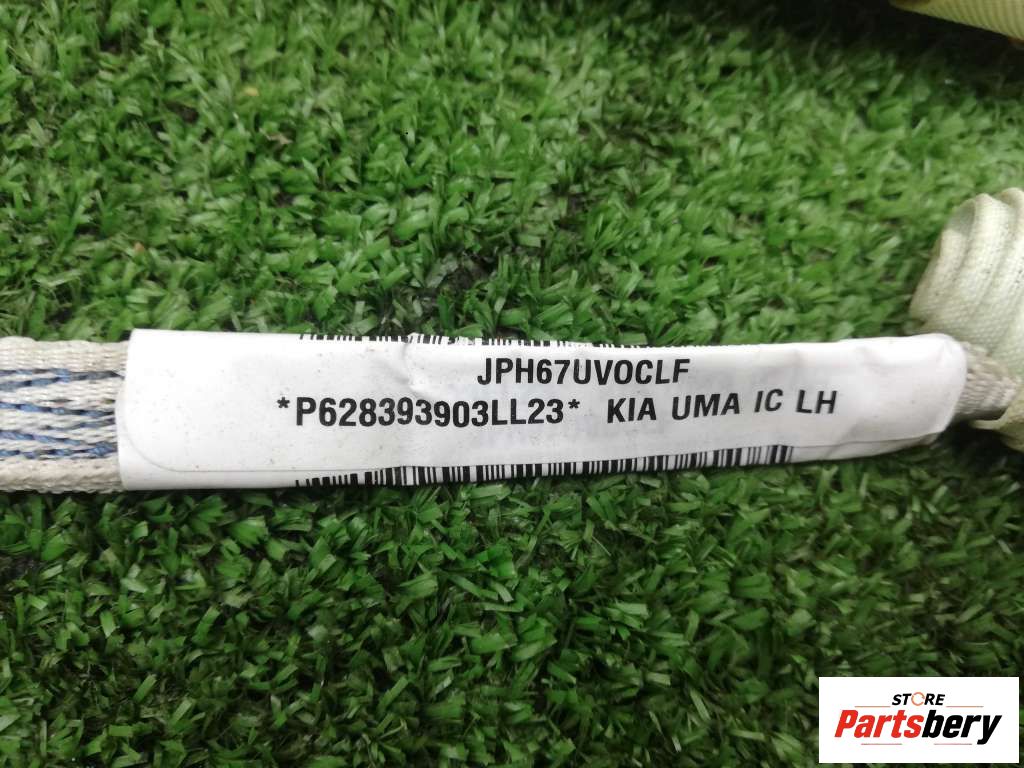 JPH67UVOCLF
*P628393903LL23* KIA UMA IC LH
STORE
Partsbery